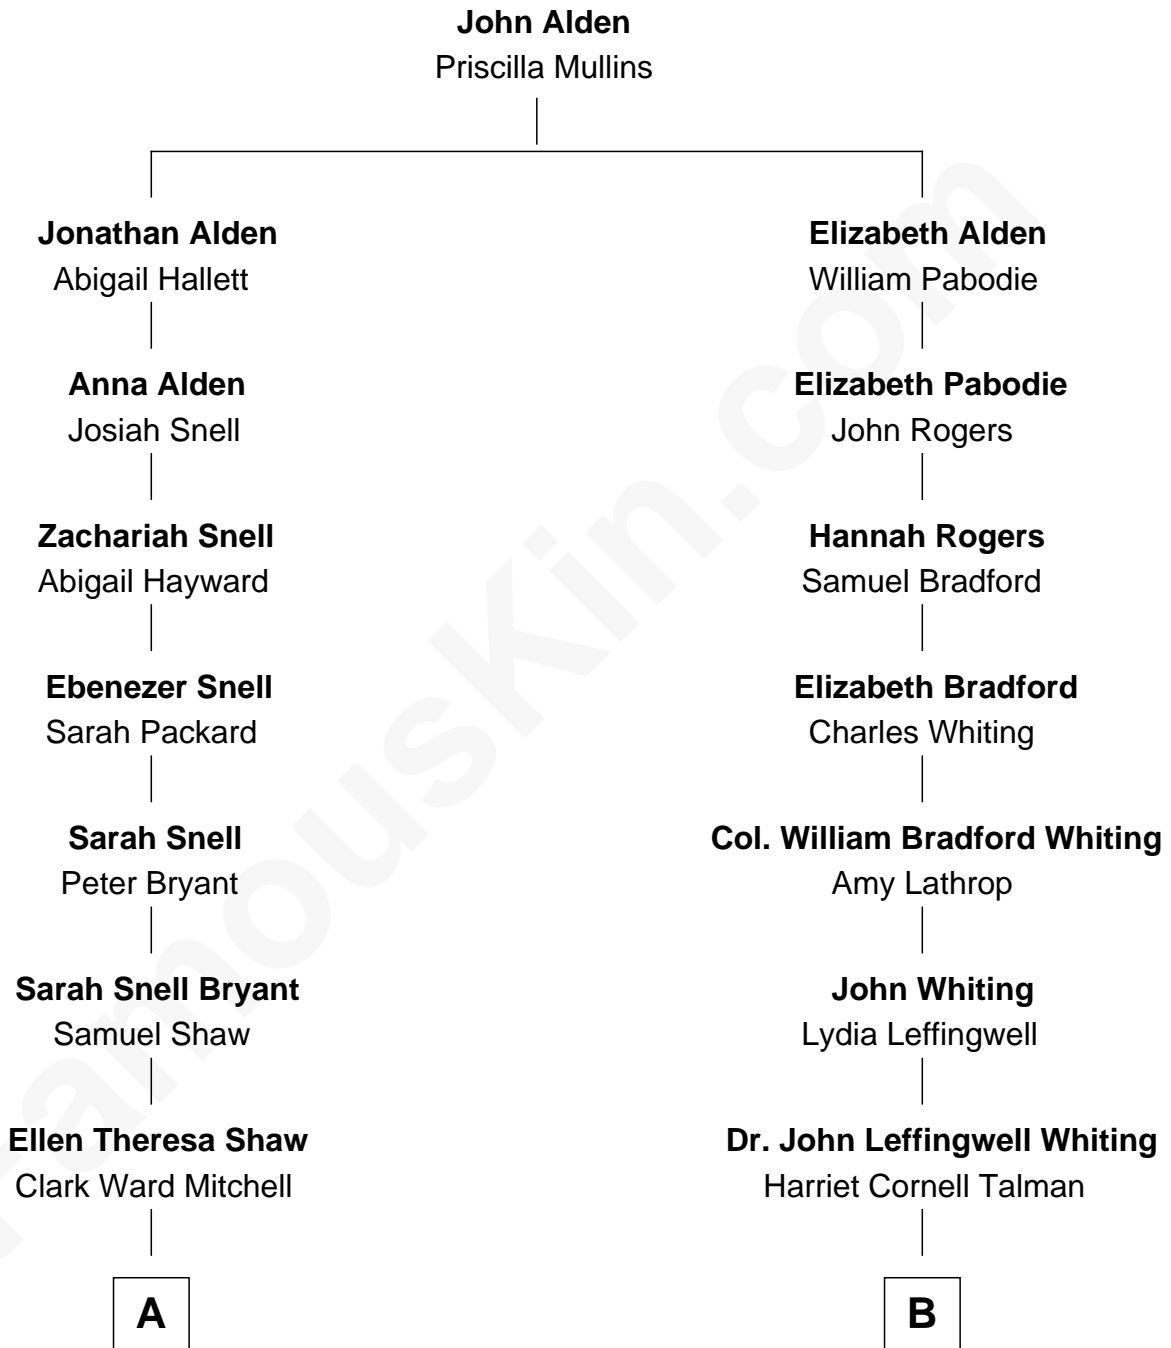 John Alden
Priscilla Mullins
Jonathan Alden
Abigail Hallett
Elizabeth Alden
William Pabodie
Anna Alden
Josiah Snell
Elizabeth Pabodie
John Rogers
Zachariah Snell
Abigail Hayward
Hannah Rogers
Samuel Bradford
Ebenezer Snell
Sarah Packard
Elizabeth Bradford
Charles Whiting
Sarah Snell
Peter Bryant
Col. William Bradford Whiting
Amy Lathrop
Sarah Snell Bryant
Samuel Shaw
John Whiting
Lydia Leffingwell
Ellen Theresa Shaw
Clark Ward Mitchell
Dr. John Leffingwell Whiting
Harriet Cornell Talman
A
B
FamousKin.com